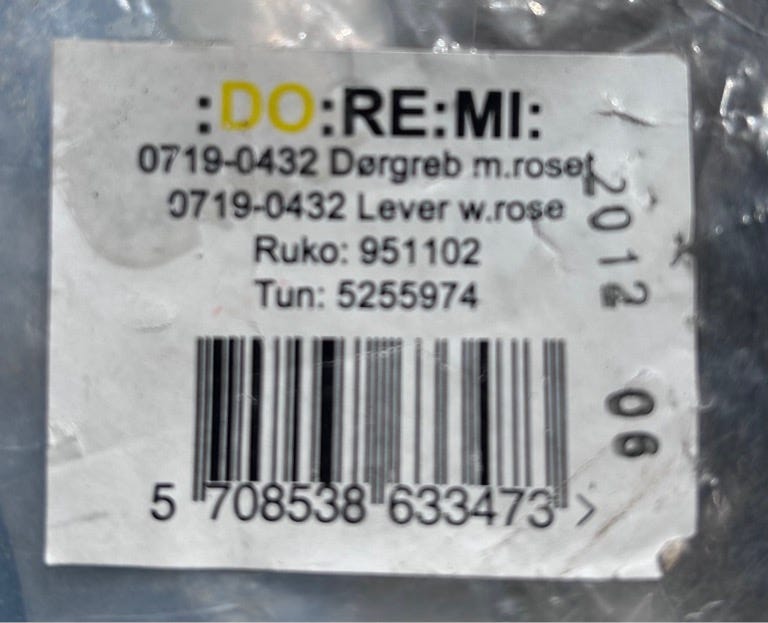 :DO:RE:MI:
0719-0432 Dørgreb m.roset
0719-0432 Lever w.rose
Ruko: 951102
Tun: 5255974
5 708538 633473 >
2012 06